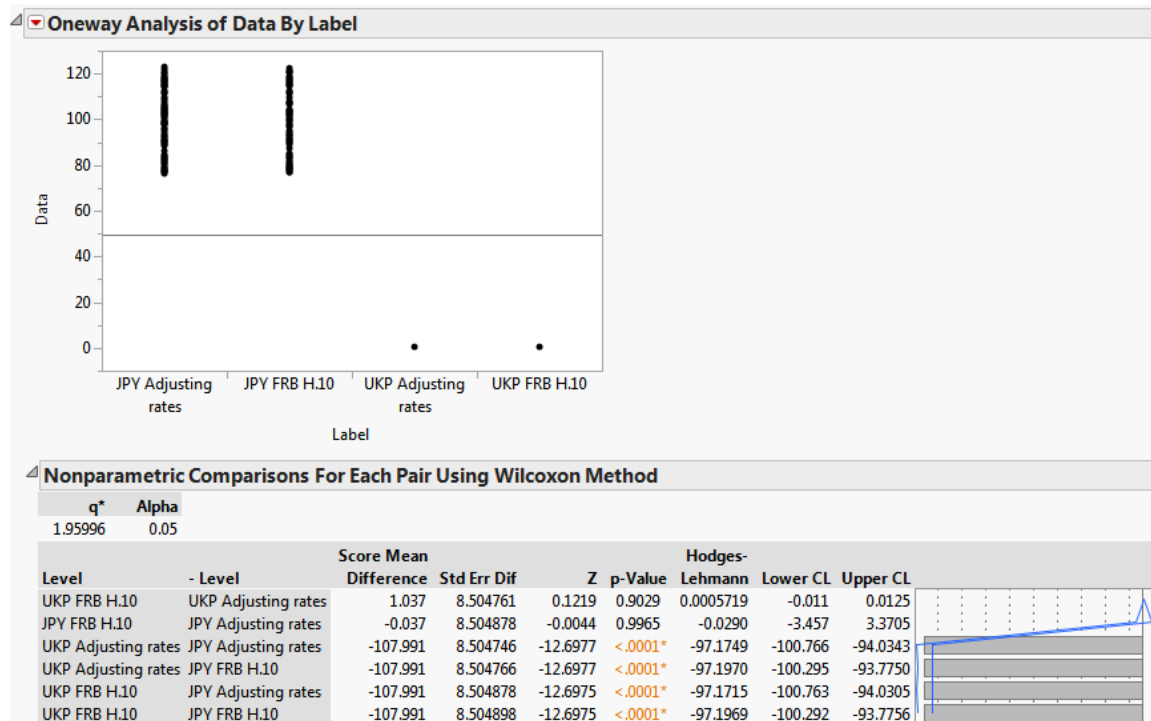 Oneway Analysis of Data By Label
120
100
80
60
40
20
0
Data
JPY Adjusting rates
JPY FRB H.10
UKP Adjusting rates
UKP FRB H.10
Label
Nonparametric Comparisons For Each Pair Using Wilcoxon Method
q* Alpha
1.95996 0.05
Score Mean Hodges-
Level - Level Difference Std Err Dif Z p-Value Lehmann Lower CL Upper CL
UKP FRB H.10 UKP Adjusting rates 1.037 8.504761 0.1219 0.9029 0.0005719 -0.011 0.0125
JPY FRB H.10 JPY Adjusting rates -0.037 8.504878 -0.0044 0.9965 -0.0290 -3.457 3.3705
UKP Adjusting rates JPY Adjusting rates -107.991 8.504746 -12.6977 <.0001* -97.1749 -100.766 -94.0343
UKP Adjusting rates JPY FRB H.10 -107.991 8.504766 -12.6977 <.0001* -97.1970 -100.295 -93.7750
UKP FRB H.10 JPY Adjusting rates -107.991 8.504878 -12.6975 <.0001* -97.1715 -100.763 -94.0305
UKP FRB H.10 JPY FRB H.10 -107.991 8.504898 -12.6975 <.0001* -97.1969 -100.292 -93.7756